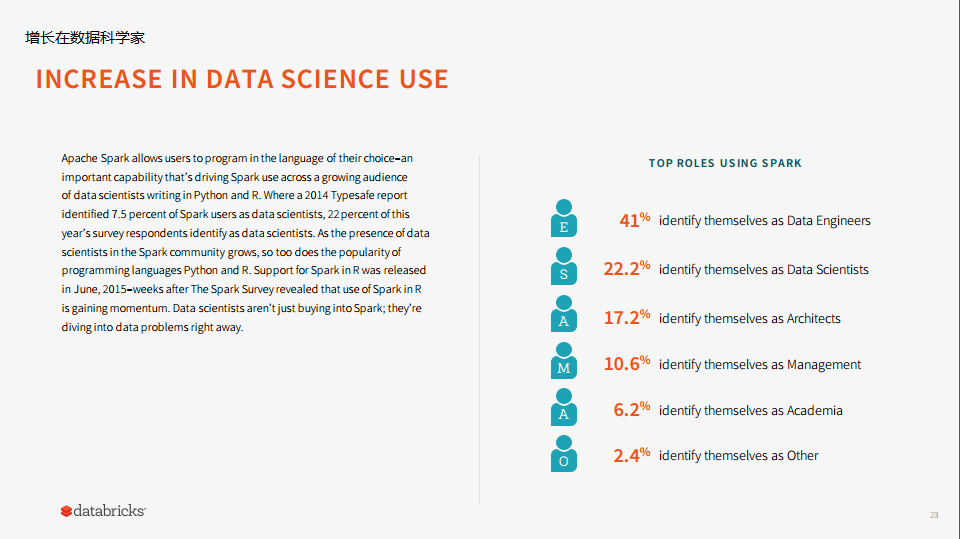 增长在数据科学家
INCREASE IN DATA SCIENCE USE
Apache Spark allows users to program in the language of their choice–an
important capability that's driving Spark use across a growing audience
of data scientists writing in Python and R. Where a 2014 Typesafe report
identified 7.5 percent of Spark users as data scientists, 22 percent of this
year's survey respondents identify as data scientists. As the presence of data
scientists in the Spark community grows, so too does the popularity of
programming languages Python and R. Support for Spark in R was released
in June, 2015–weeks after The Spark Survey revealed that use of Spark in R
is gaining momentum. Data scientists aren't just buying into Spark; they're
diving into data problems right away.
TOP ROLES USING SPARK
E 41% identify themselves as Data Engineers
S 22.2% identify themselves as Data Scientists
A 17.2% identify themselves as Architects
M 10.6% identify themselves as Management
A 6.2% identify themselves as Academia
O 2.4% identify themselves as Other
databricks
23